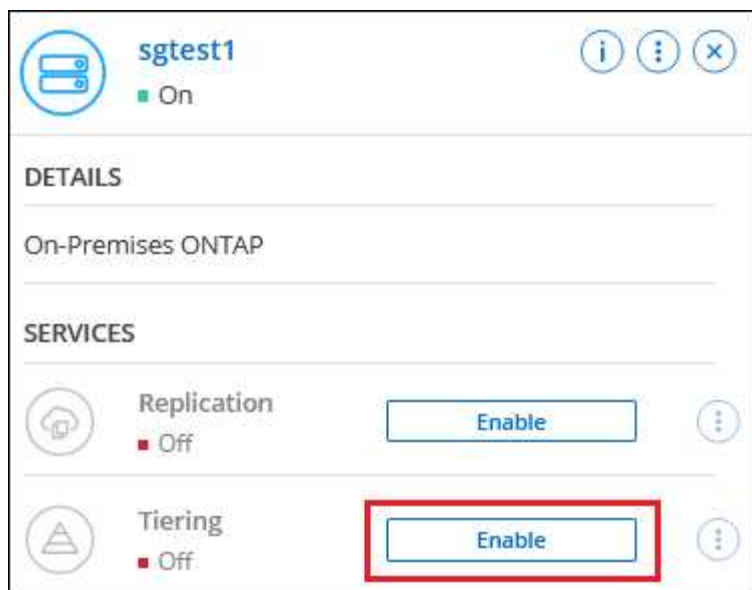 sgtest1
On
DETAILS
On-Premises ONTAP
SERVICES
Replication
Enable
Off
Tiering
Enable
Off